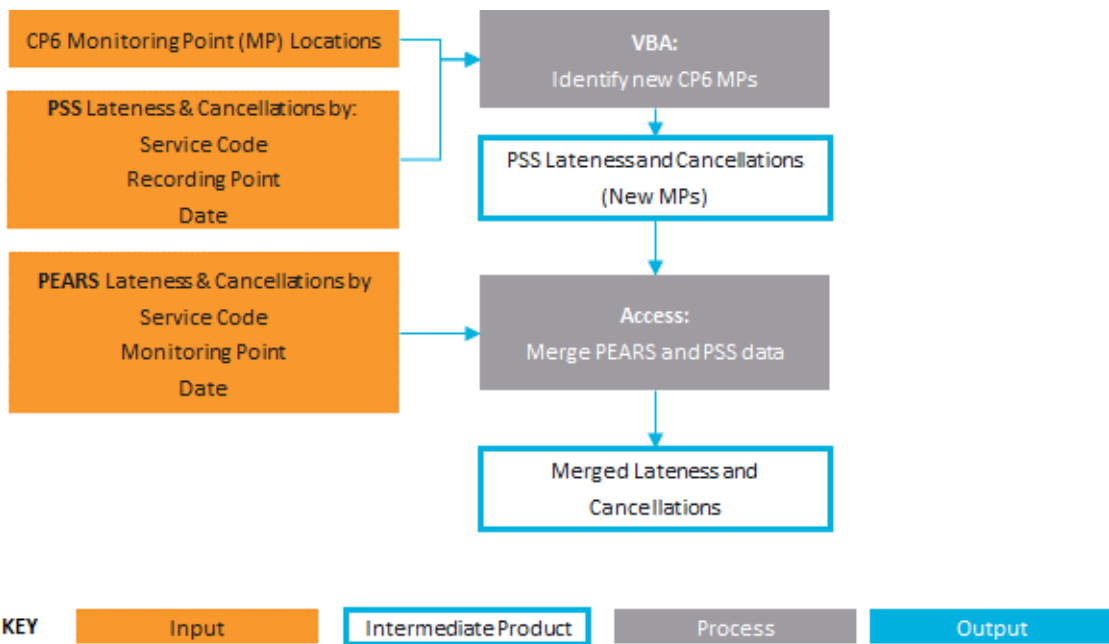 CP6 Monitoring Point (MP) Locations
PSS Lateness & Cancellations by:
Service Code
Recording Point
Date
PEARS Lateness & Cancellations by
Service Code
Monitoring Point
Date
VBA:
Identify new CP6 MPs
PSS Lateness and Cancellations
(New MPs)
Access:
Merge PEARS and PSS data
Merged Lateness and
Cancellations
KEY
Input
Intermediate Product
Process
Output